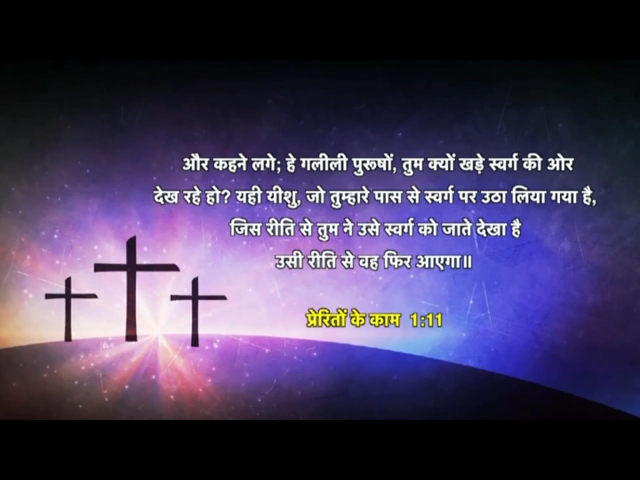 और कहने लगे; हे गलीली पुरूषों, तुम क्यों खड़े स्वर्ग की ओर
देख रहे हो? यही यीशु, जो तुम्हारे पास से स्वर्ग पर उठा लिया गया है,
जिस रीति से तुम ने उसे स्वर्ग को जाते देखा है
उसी रीति से वह फिर आएगा॥
प्रेरितों के काम 1:11